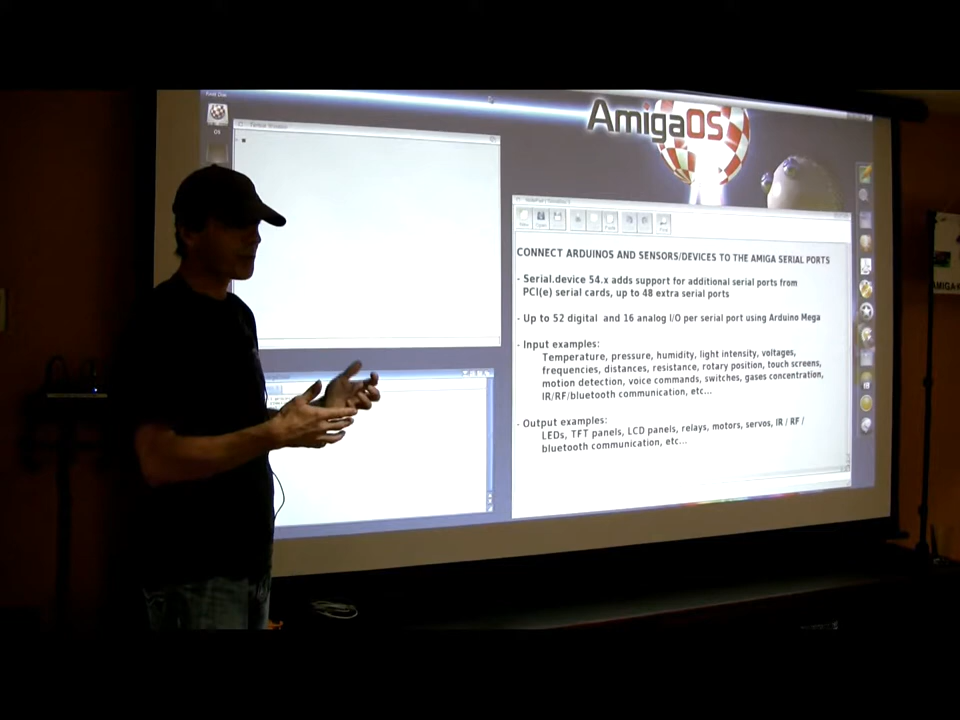 AmigaOS
CONNECT ARDUINOS AND SENSORS/DEVICES TO THE AMIGA SERIAL PORTS
- Serial.device 54.x adds support for additional serial ports from
PCI(e) serial cards, up to 48 extra serial ports
- Up to 52 digital and 16 analog I/O per serial port using Arduino Mega
- Input examples:
Temperature, pressure, humidity, light intensity, voltages,
frequencies, distances, resistance, rotary position, touch screens,
motion detection, voice commands, switches, gases concentration,
IR/RF/bluetooth communication, etc...
- Output examples:
LEDs, TFT panels, LCD panels, relays, motors, servos, IR / RF /
bluetooth communication, etc...
AMIGA